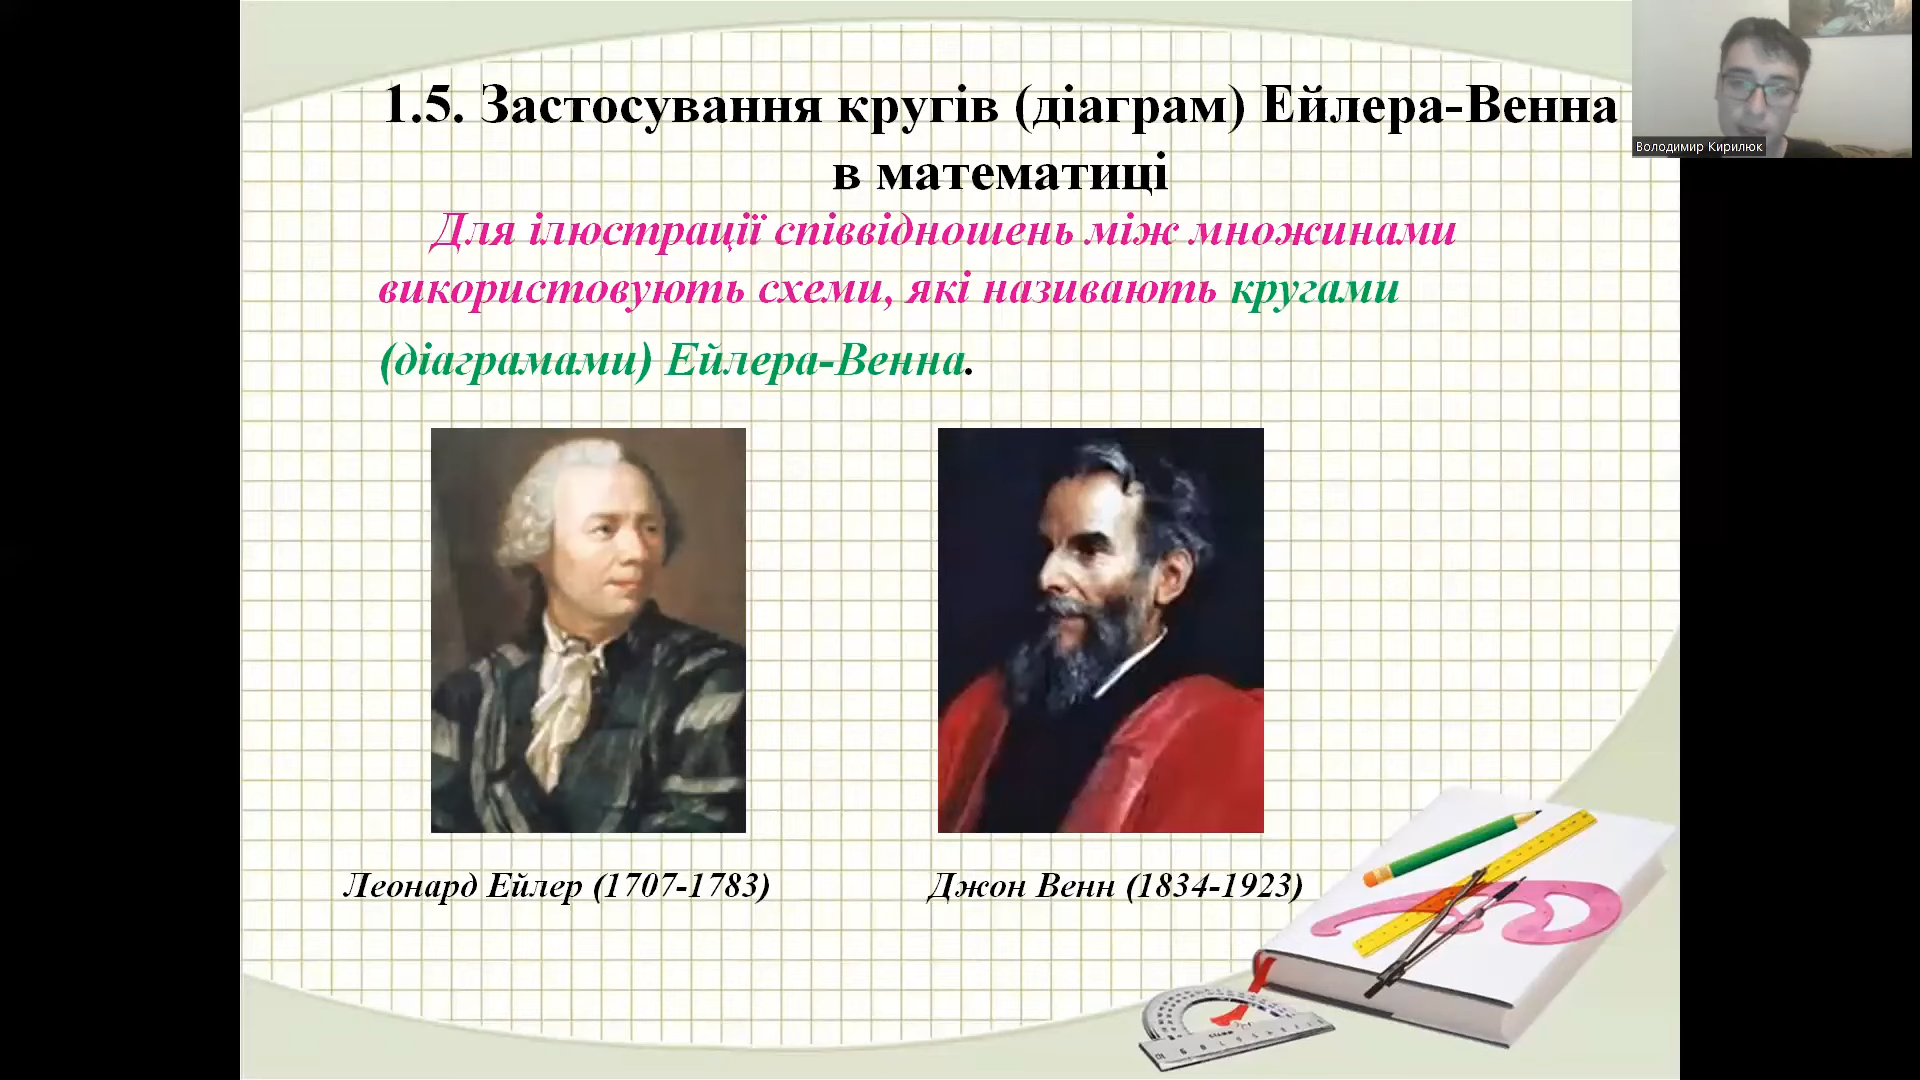 1.5. Застосування кругів (діаграм) Ейлера-Венна
в математиці
Для ілюстрації співвідношень між множинами
використовують схеми, які називають кругами
(діаграмами) Ейлера-Венна.
Леонард Ейлер (1707-1783)
Джон Венн (1834-1923)
Володимир Кирилюк